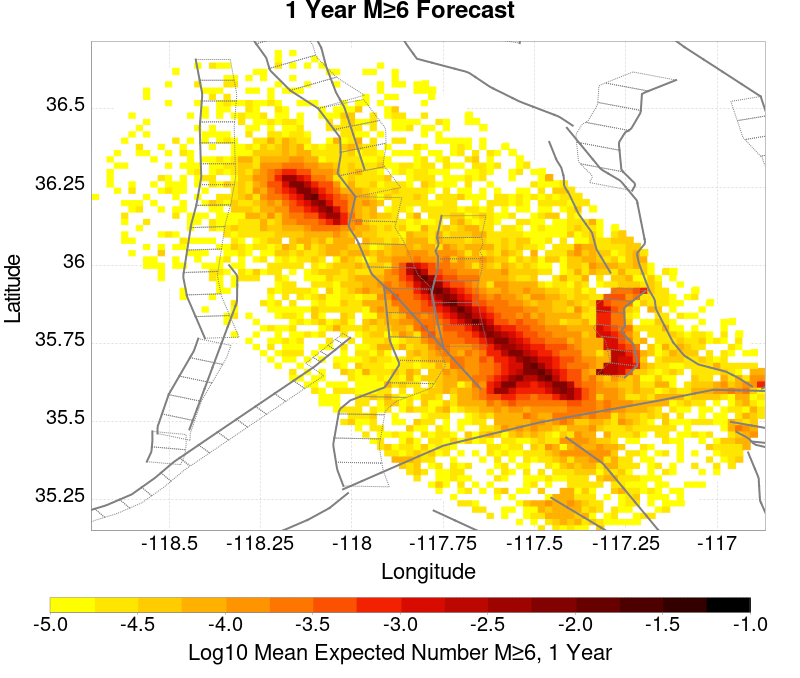 1 Year M≥6 Forecast
36.5
36.25
36
35.75
35.5
35.25
Latitude
-118.5 -118.25 -118 -117.75 -117.5 -117.25 -117
Longitude
-5.0 -4.5 -4.0 -3.5 -3.0 -2.5 -2.0 -1.5 -1.0
Log10 Mean Expected Number M≥6, 1 Year